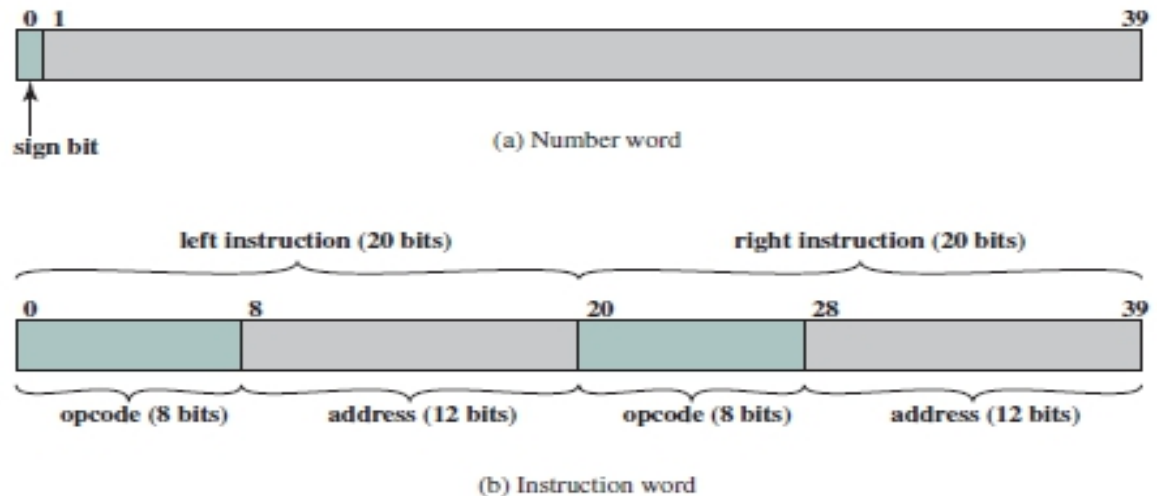 0 1 39
sign bit
(a) Number word
left instruction (20 bits) right instruction (20 bits)
0 8 20 28 39
opcode (8 bits) address (12 bits) opcode (8 bits) address (12 bits)
(b) Instruction word